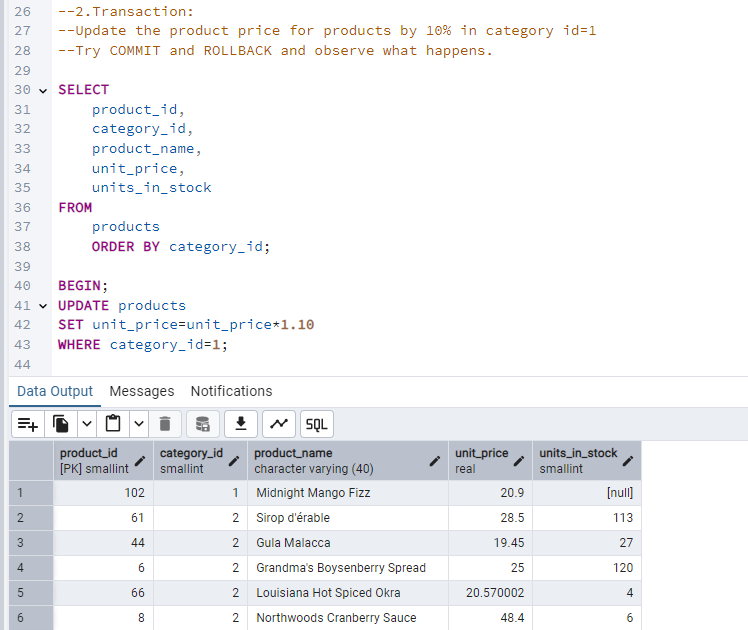 26 --2.Transaction:
27 --Update the product price for products by 10% in category id=1
28 --Try COMMIT and ROLLBACK and observe what happens.
29
30 SELECT
31 product_id,
32 category_id,
33 product_name,
34 unit_price,
35 units_in_stock
36 FROM
37 products
38 ORDER BY category_id;
39
40 BEGIN;
41 UPDATE products
42 SET unit_price=unit_price*1.10
43 WHERE category_id=1;
44
Data Output Messages Notifications
SQL
product_id category_id product_name unit_price units_in_stock
[PK] smallint smallint character varying (40) real smallint
1 102 1 Midnight Mango Fizz 20.9 [null]
2 61 2 Sirop d'érable 28.5 113
3 44 2 Gula Malacca 19.45 27
4 6 2 Grandma's Boysenberry Spread 25 120
5 66 2 Louisiana Hot Spiced Okra 20.570002 4
6 8 2 Northwoods Cranberry Sauce 48.4 6